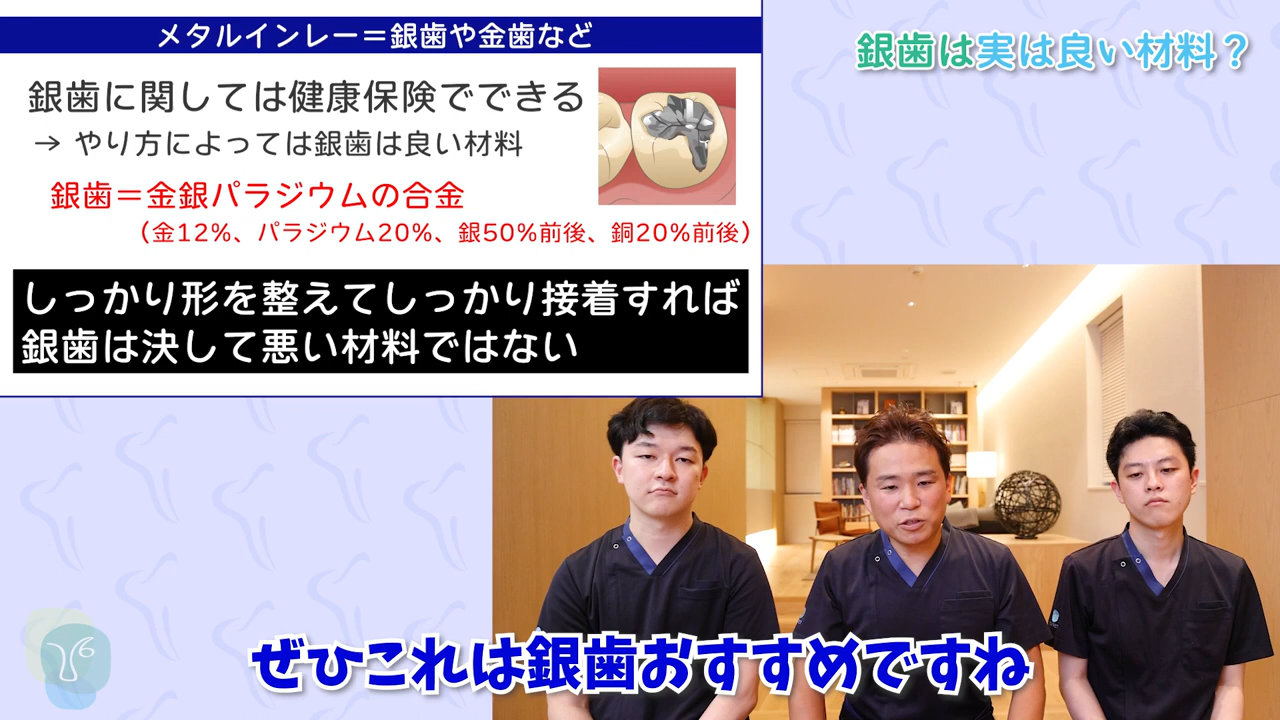 メタルインレー＝銀歯や金歯など
銀歯は実は良い材料？
銀歯に関しては健康保険でできる
→ やり方によっては銀歯は良い材料
銀歯＝金銀パラジウムの合金
（金12%、パラジウム20%、銀50%前後、銅20%前後）
しっかり形を整えてしっかり接着すれば
銀歯は決して悪い材料ではない
ぜひこれは銀歯おすすめですね